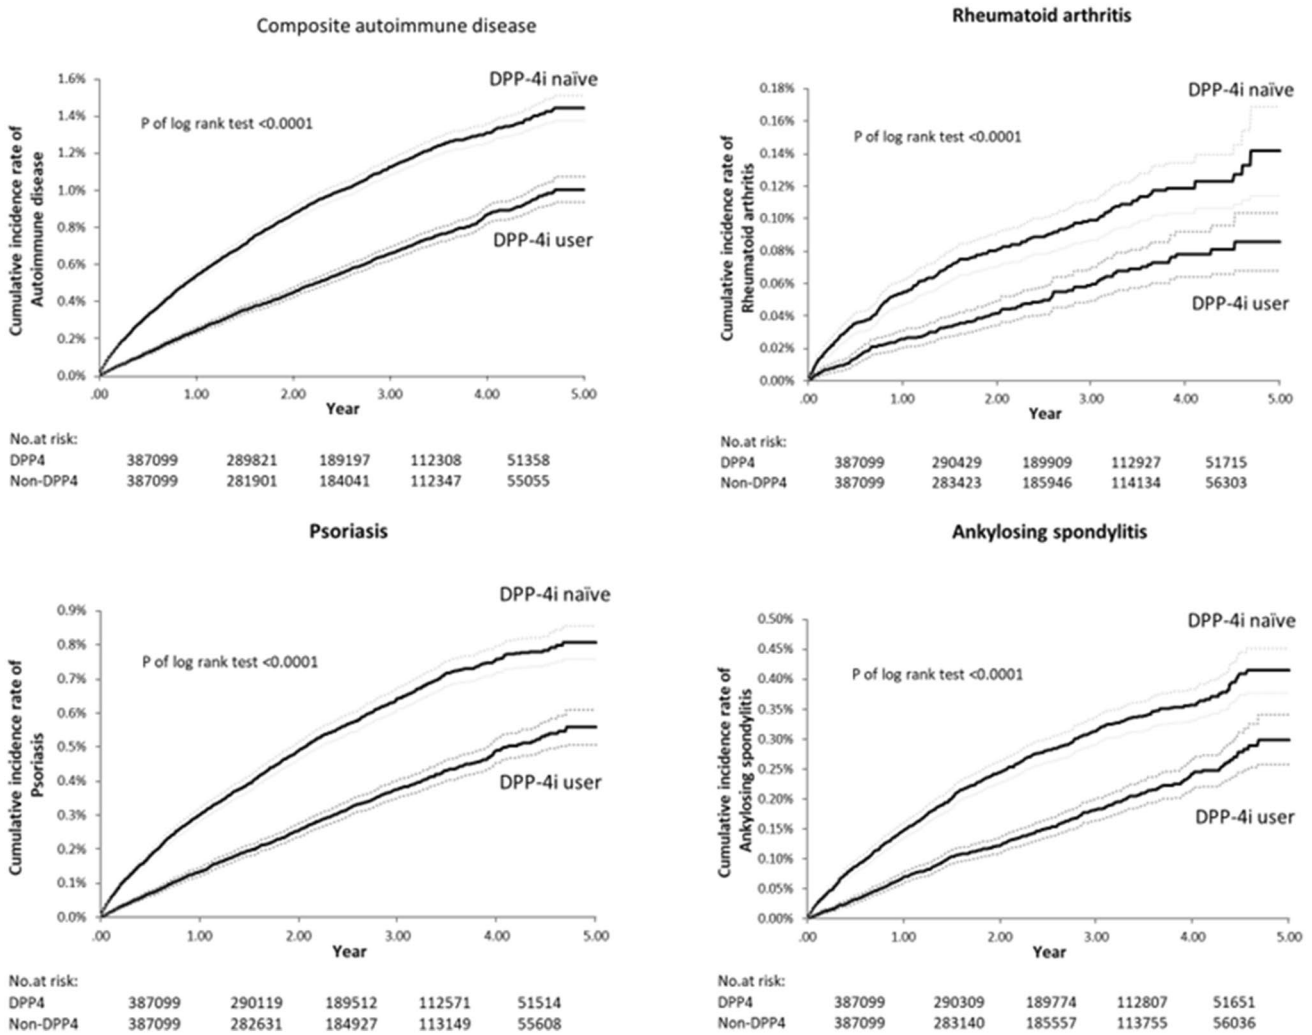 Composite autoimmune disease
Cumulative incidence rate of
Autoimmune disease
1.6%
1.4%
1.2%
1.0%
0.8%
0.6%
0.4%
0.2%
0.0%
P of log rank test <0.0001
DPP-4i naïve
DPP-4i user
.00 1.00 2.00 3.00 4.00 5.00
Year
No.at risk:
DPP4 387099 289821 189197 112308 51358
Non-DPP4 387099 281901 184041 112347 55055
Rheumatoid arthritis
Cumulative incidence rate of
Rheumatoid arthritis
0.18%
0.16%
0.14%
0.12%
0.10%
0.08%
0.06%
0.04%
0.02%
0.00%
P of log rank test <0.0001
DPP-4i naïve
DPP-4i user
.00 1.00 2.00 3.00 4.00 5.00
Year
No.at risk:
DPP4 387099 290429 189909 112927 51715
Non-DPP4 387099 283423 185946 114134 56303
Psoriasis
Cumulative incidence rate of
Psoriasis
0.9%
0.8%
0.7%
0.6%
0.5%
0.4%
0.3%
0.2%
0.1%
0.0%
P of log rank test <0.0001
DPP-4i naïve
DPP-4i user
.00 1.00 2.00 3.00 4.00 5.00
Year
No.at risk:
DPP4 387099 290119 189512 112571 51514
Non-DPP4 387099 282631 184927 113149 55608
Ankylosing spondylitis
Cumulative incidence rate of
Ankylosing spondylitis
0.50%
0.45%
0.40%
0.35%
0.30%
0.25%
0.20%
0.15%
0.10%
0.05%
0.00%
P of log rank test <0.0001
DPP-4i naïve
DPP-4i user
.00 1.00 2.00 3.00 4.00 5.00
Year
No.at risk:
DPP4 387099 290309 189774 112807 51651
Non-DPP4 387099 283140 185557 113755 56036